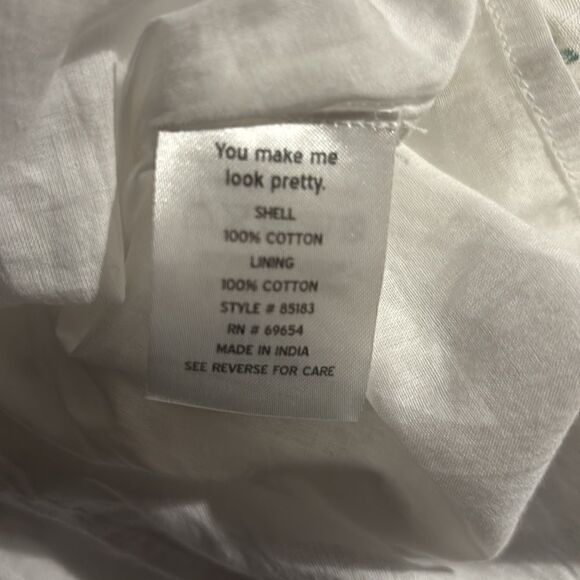 You make me
look pretty.
SHELL
100% COTTON
LINING
100% COTTON
STYLE # 85183
RN # 69654
MADE IN INDIA
SEE REVERSE FOR CARE